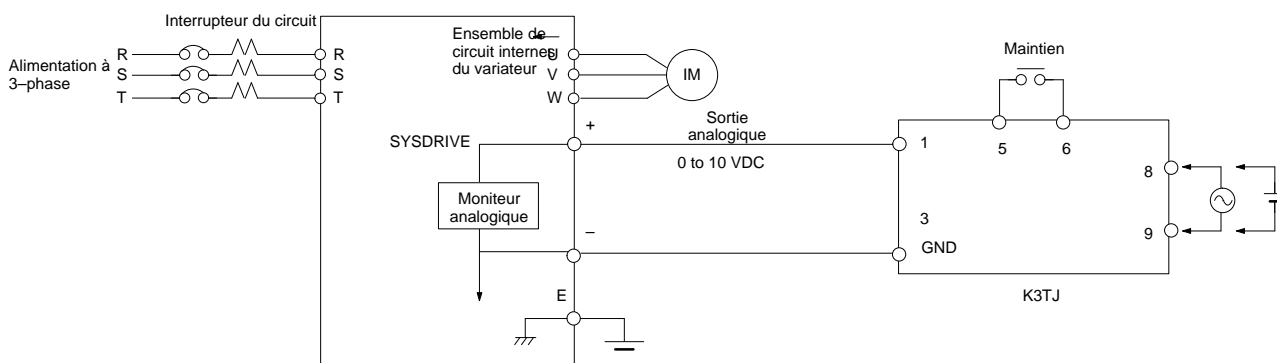 Interrupteur du circuit
Alimentation à
3–phase
R
S
T
R
S
T
Ensemble de
circuit internes
du variateur
U
V
W
IM
SYSDRIVE
Moniteur
analogique
+
–
E
Sortie
analogique
0 to 10 VDC
Maintien
1
5
6
8
3
9
GND
K3TJ